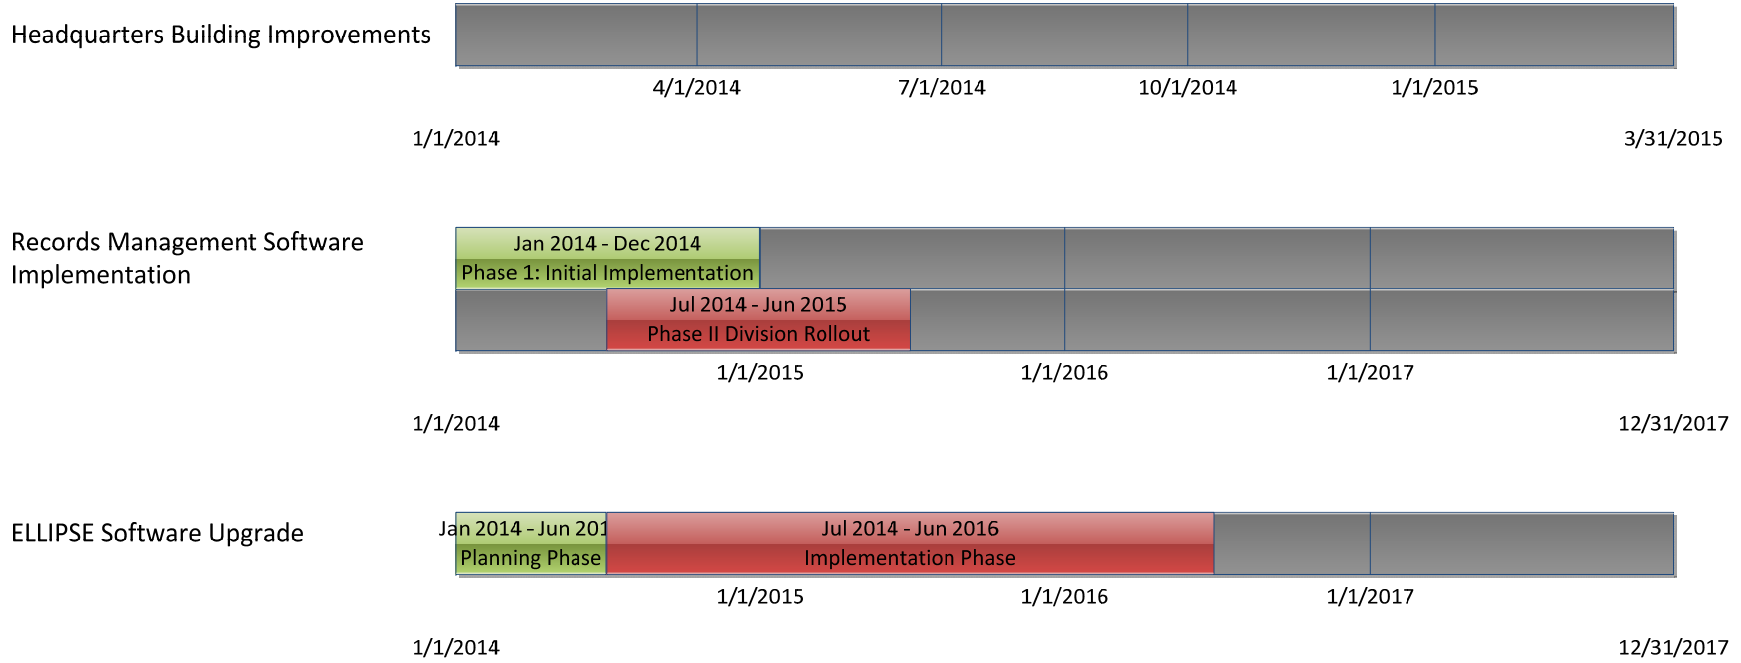 Headquarters Building Improvements
4/1/2014
7/1/2014
10/1/2014
1/1/2015
1/1/2014
3/31/2015
Records Management Software
Implementation
Jan 2014 - Dec 2014
Phase 1: Initial Implementation
Jul 2014 - Jun 2015
Phase II Division Rollout
1/1/2015
1/1/2016
1/1/2017
1/1/2014
12/31/2017
ELLIPSE Software Upgrade
Jan 2014 - Jun 201
Planning Phase
Jul 2014 - Jun 2016
Implementation Phase
1/1/2015
1/1/2016
1/1/2017
1/1/2014
12/31/2017